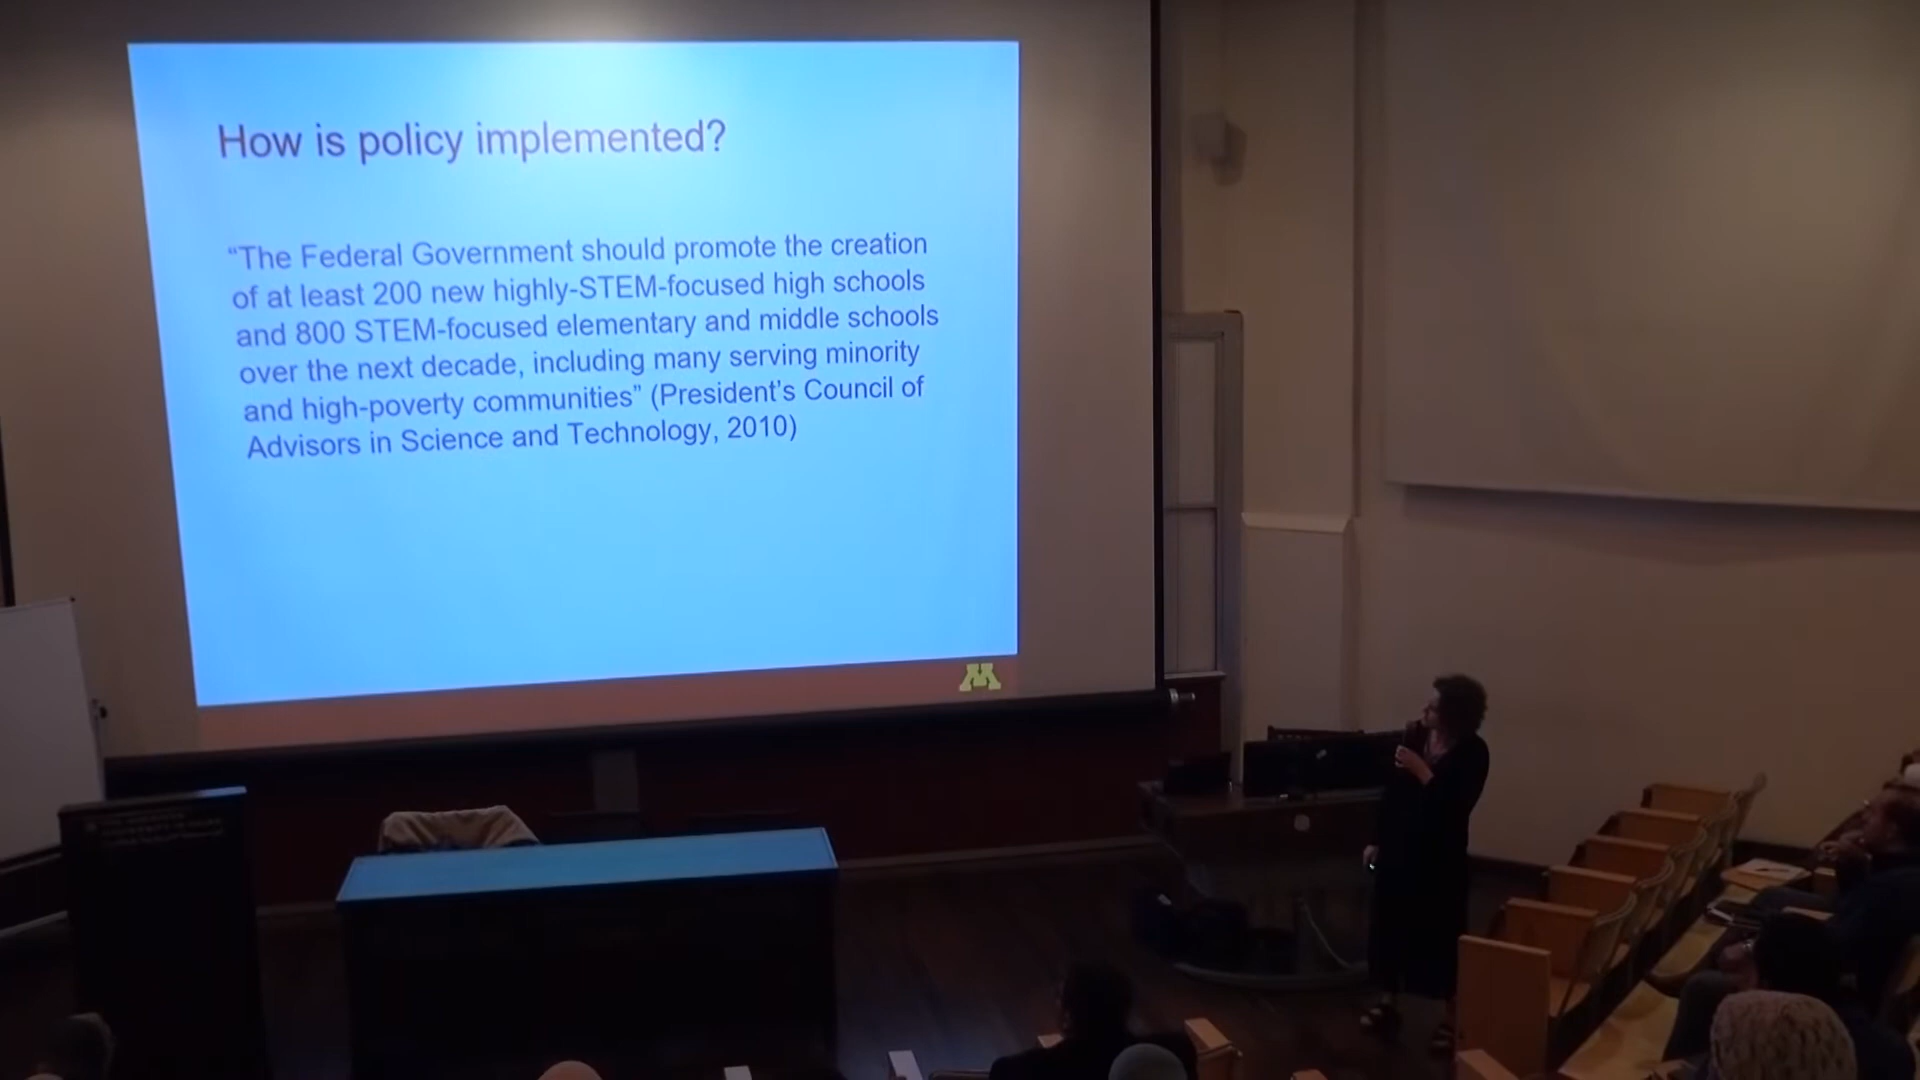 How is policy implemented?
“The Federal Government should promote the creation
of at least 200 new highly-STEM-focused high schools
and 800 STEM-focused elementary and middle schools
over the next decade, including many serving minority
and high-poverty communities” (President's Council of
Advisors in Science and Technology, 2010)
M